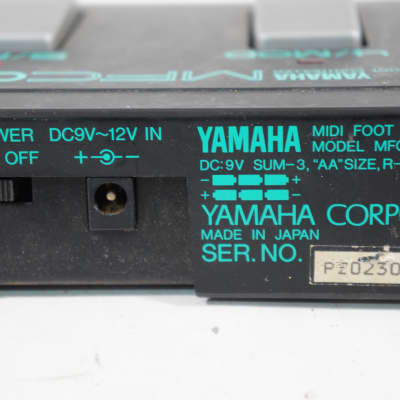 YAMAHA MFC
OWER DC9V~12V IN
OFF
YAMAHA MIDI FOOT
MODEL MFC
DC:9V SUM-3, "AA" SIZE, R-
YAMAHA CORP
MADE IN JAPAN
SER. NO.
PZ0230